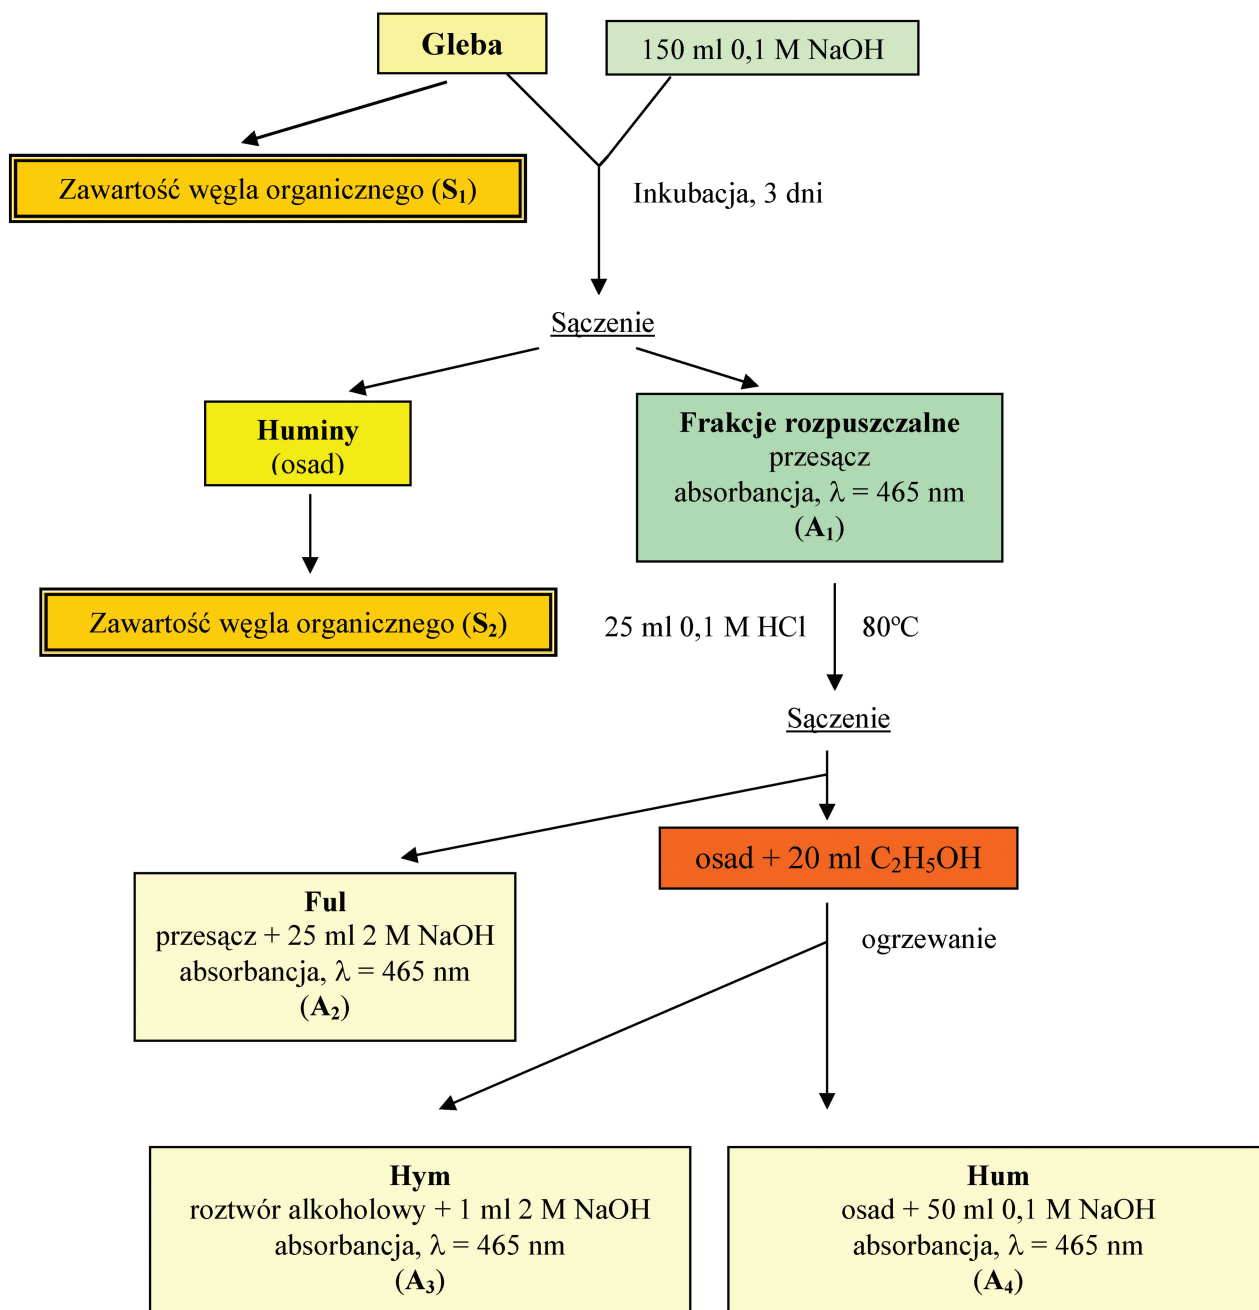 Gleba
150 ml 0,1 M NaOH
Zawartość węgla organicznego (S₁)
Inkubacja, 3 dni
Sączenie
Huminy
(osad)
Frakcje rozpuszczalne
przesącz
absorbancja, λ = 465 nm
(A₁)
Zawartość węgla organicznego (S₂)
25 ml 0,1 M HCl
80ºC
Sączenie
osad + 20 ml C₂H₅OH
Ful
przesącz + 25 ml 2 M NaOH
absorbancja, λ = 465 nm
(A₂)
ogrzewanie
Hym
roztwór alkoholowy + 1 ml 2 M NaOH
absorbancja, λ = 465 nm
(A₃)
Hum
osad + 50 ml 0,1 M NaOH
absorbancja, λ = 465 nm
(A₄)